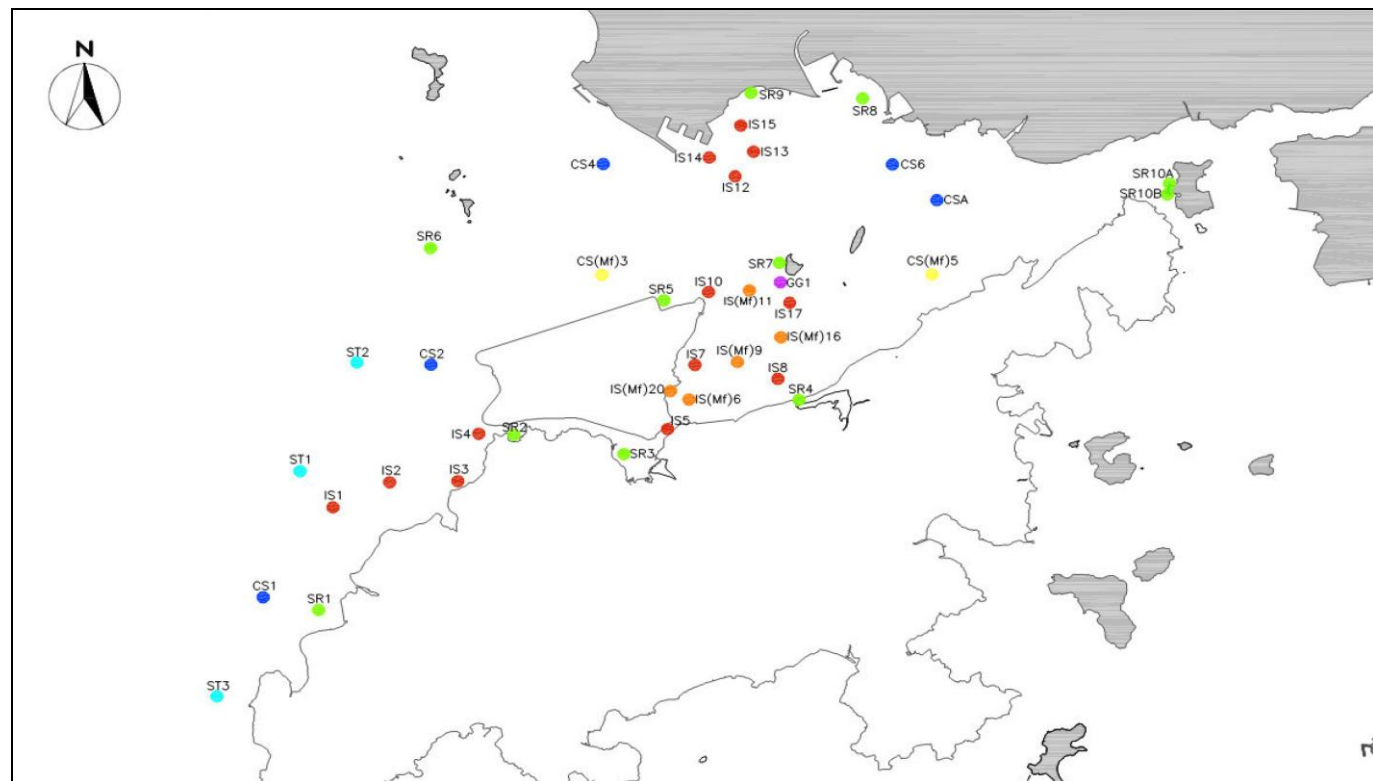 N
SR9
SR8
IS15
IS14
IS13
CS4
CS6
IS12
SR10A
SR10B
CSA
SR6
CS(Mf)3
SR7
CS(Mf)5
GG1
IS10
SR5
IS(Mf)11
IS17
IS(Mf)16
ST2
CS2
IS7
IS(Mf)9
IS8
IS(Mf)20
IS(Mf)6
SR4
IS5
IS4
SR2
SR3
ST1
IS2
IS3
IS1
CS1
SR1
ST3